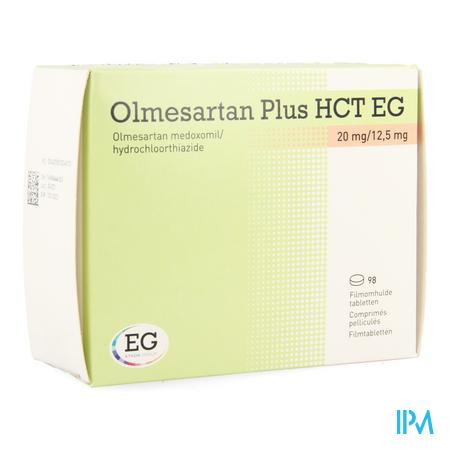 Olmesartan Plus HCT EG
20 mg/12,5 mg
Olmesartan medoxomil/
hydrochloorthiazide
98
Filmomhulde
tabletten
Comprimés
pelliculés
Filmtabletten
EG
IPM